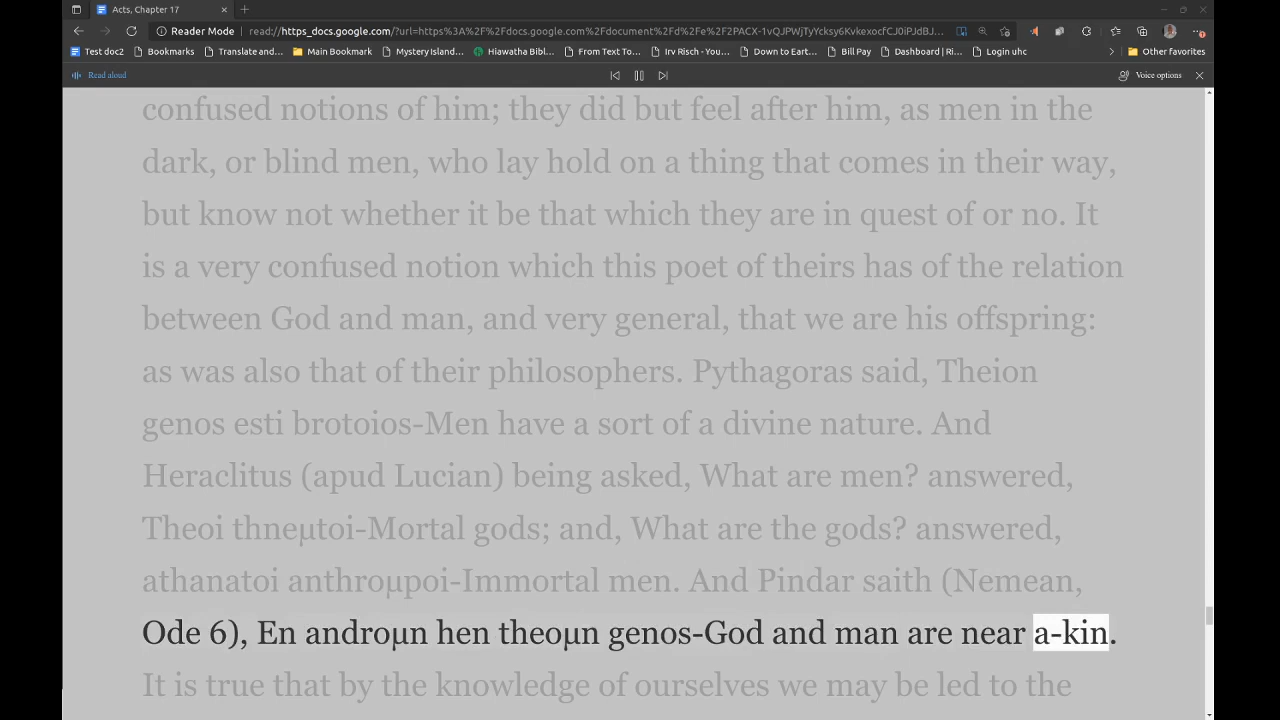 Acts, Chapter 17
Reader Mode read://https_docs.google.com/?url=https%3A%2F%2Fdocs.google.com%2Fdocument%2Fd%2Fe%2F2PACX-1vQJPWjTyYcksy6KvkexocfCJ0iPJdBJ...
Test doc2 Bookmarks Translate and... Main Bookmark Mystery Island... Hiawatha Bibl... From Text To... Irv Risch - You... Down to Eart... Bill Pay Dashboard | Ri... Login uhc Other favorites
Read aloud Voice options
confused notions of him; they did but feel after him, as men in the
dark, or blind men, who lay hold on a thing that comes in their way,
but know not whether it be that which they are in quest of or no. It
is a very confused notion which this poet of theirs has of the relation
between God and man, and very general, that we are his offspring:
as was also that of their philosophers. Pythagoras said, Theion
genos esti brotoios-Men have a sort of a divine nature. And
Heraclitus (apud Lucian) being asked, What are men? answered,
Theoi thneμtoi-Mortal gods; and, What are the gods? answered,
athanatoi anthroμpoi-Immortal men. And Pindar saith (Nemean,
Ode 6), En androμn hen theoμn genos-God and man are near a-kin.
It is true that by the knowledge of ourselves we may be led to the